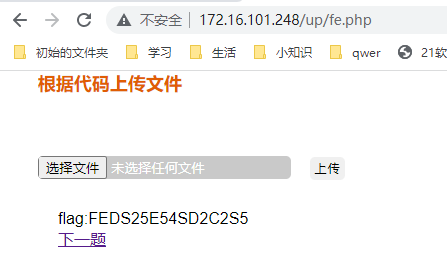 不安全 | 172.16.101.248/up/fe.php
初始的文件夹 学习 生活 小知识 qwer 21软
根据代码上传文件
选择文件 未选择任何文件 上传
flag:FEDS25E54SD2C2S5
下一题